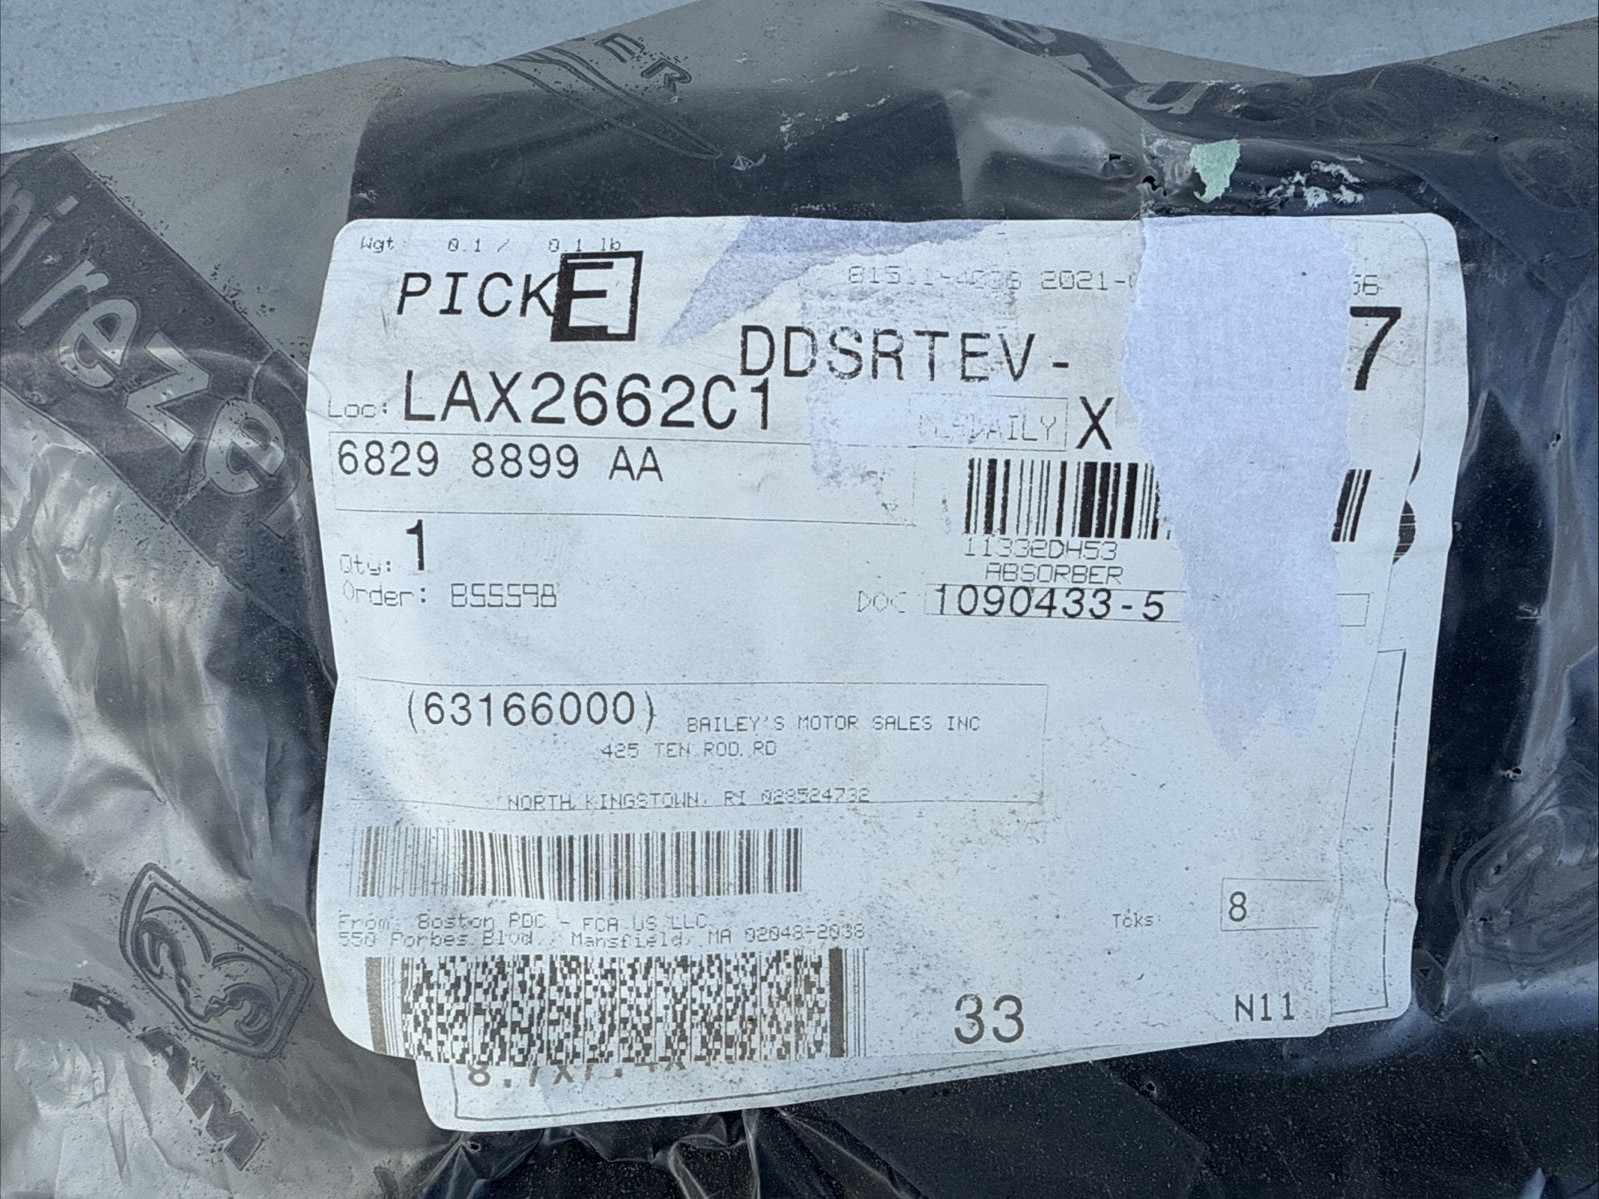 Wgt: 0.1 / 0.1 lb
PICK E
DDSRTEV-
7
Loc: LAX2662C1
X
6829 8899 AA
Qty: 1
11332DH53
ABSORBER
Order: B55598
DOC 1090433-5
(63166000) BAILEY'S MOTOR SALES INC
425 TEN ROD RD
NORTH KINGSTOWN, RI 028524732
From: Boston PDC - FCA US LLC
550 Forbes Blvd., Mansfield, MA 02048-2038
Tcks: 8
33
N11
RAM